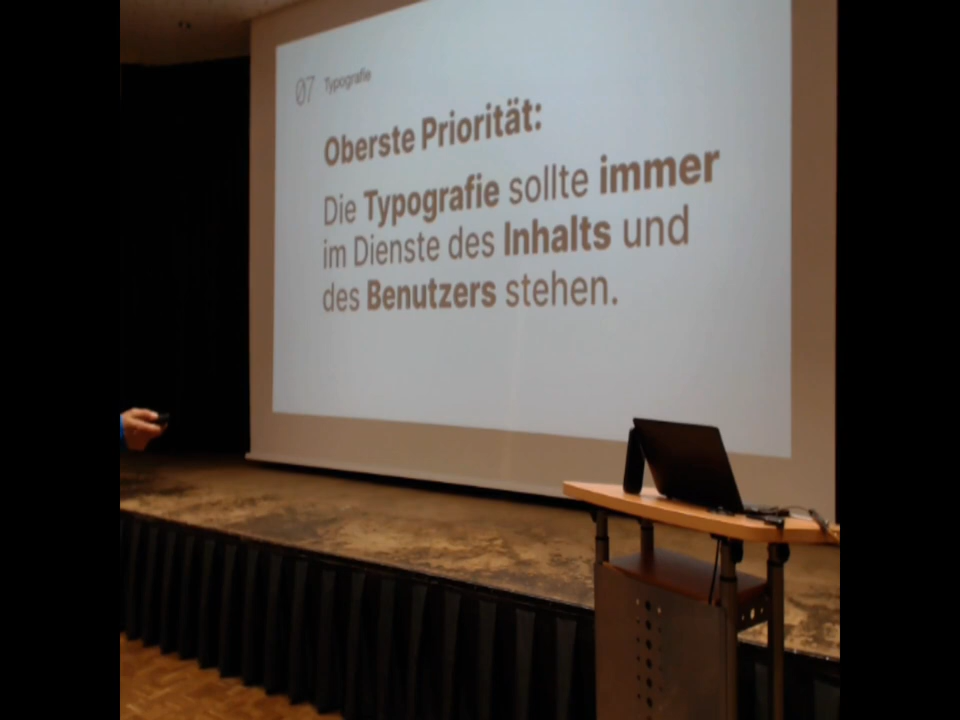 07 Typografie
Oberste Priorität:
Die Typografie sollte immer
im Dienste des Inhalts und
des Benutzers stehen.